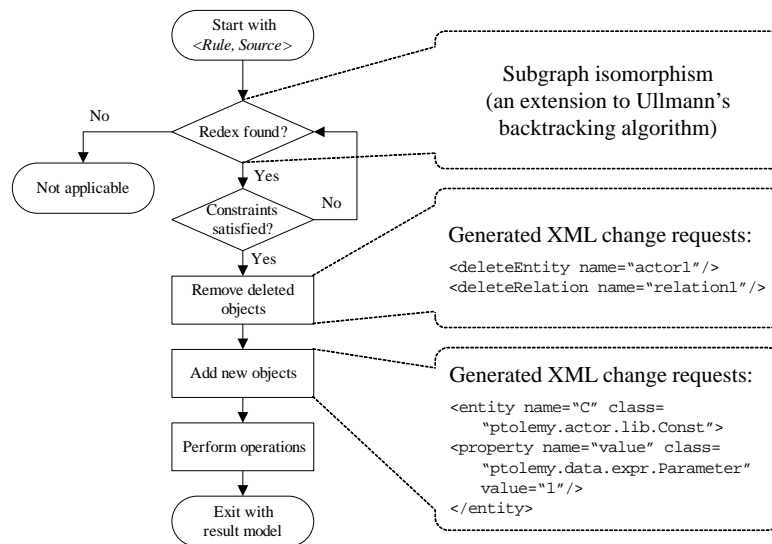 Start with
<Rule, Source>
Subgraph isomorphism
(an extension to Ullmann's
backtracking algorithm)
No
Redex found?
Yes
Not applicable
No
Constraints
satisfied?
Yes
Generated XML change requests:
<deleteEntity name=“actor1”/>
<deleteRelation name=“relation1”/>
Remove deleted
objects
Add new objects
Generated XML change requests:
<entity name=“C” class=
“ptolemy.actor.lib.Const”>
<property name=“value” class=
“ptolemy.data.expr.Parameter”
value=“1”/>
</entity>
Perform operations
Exit with
result model